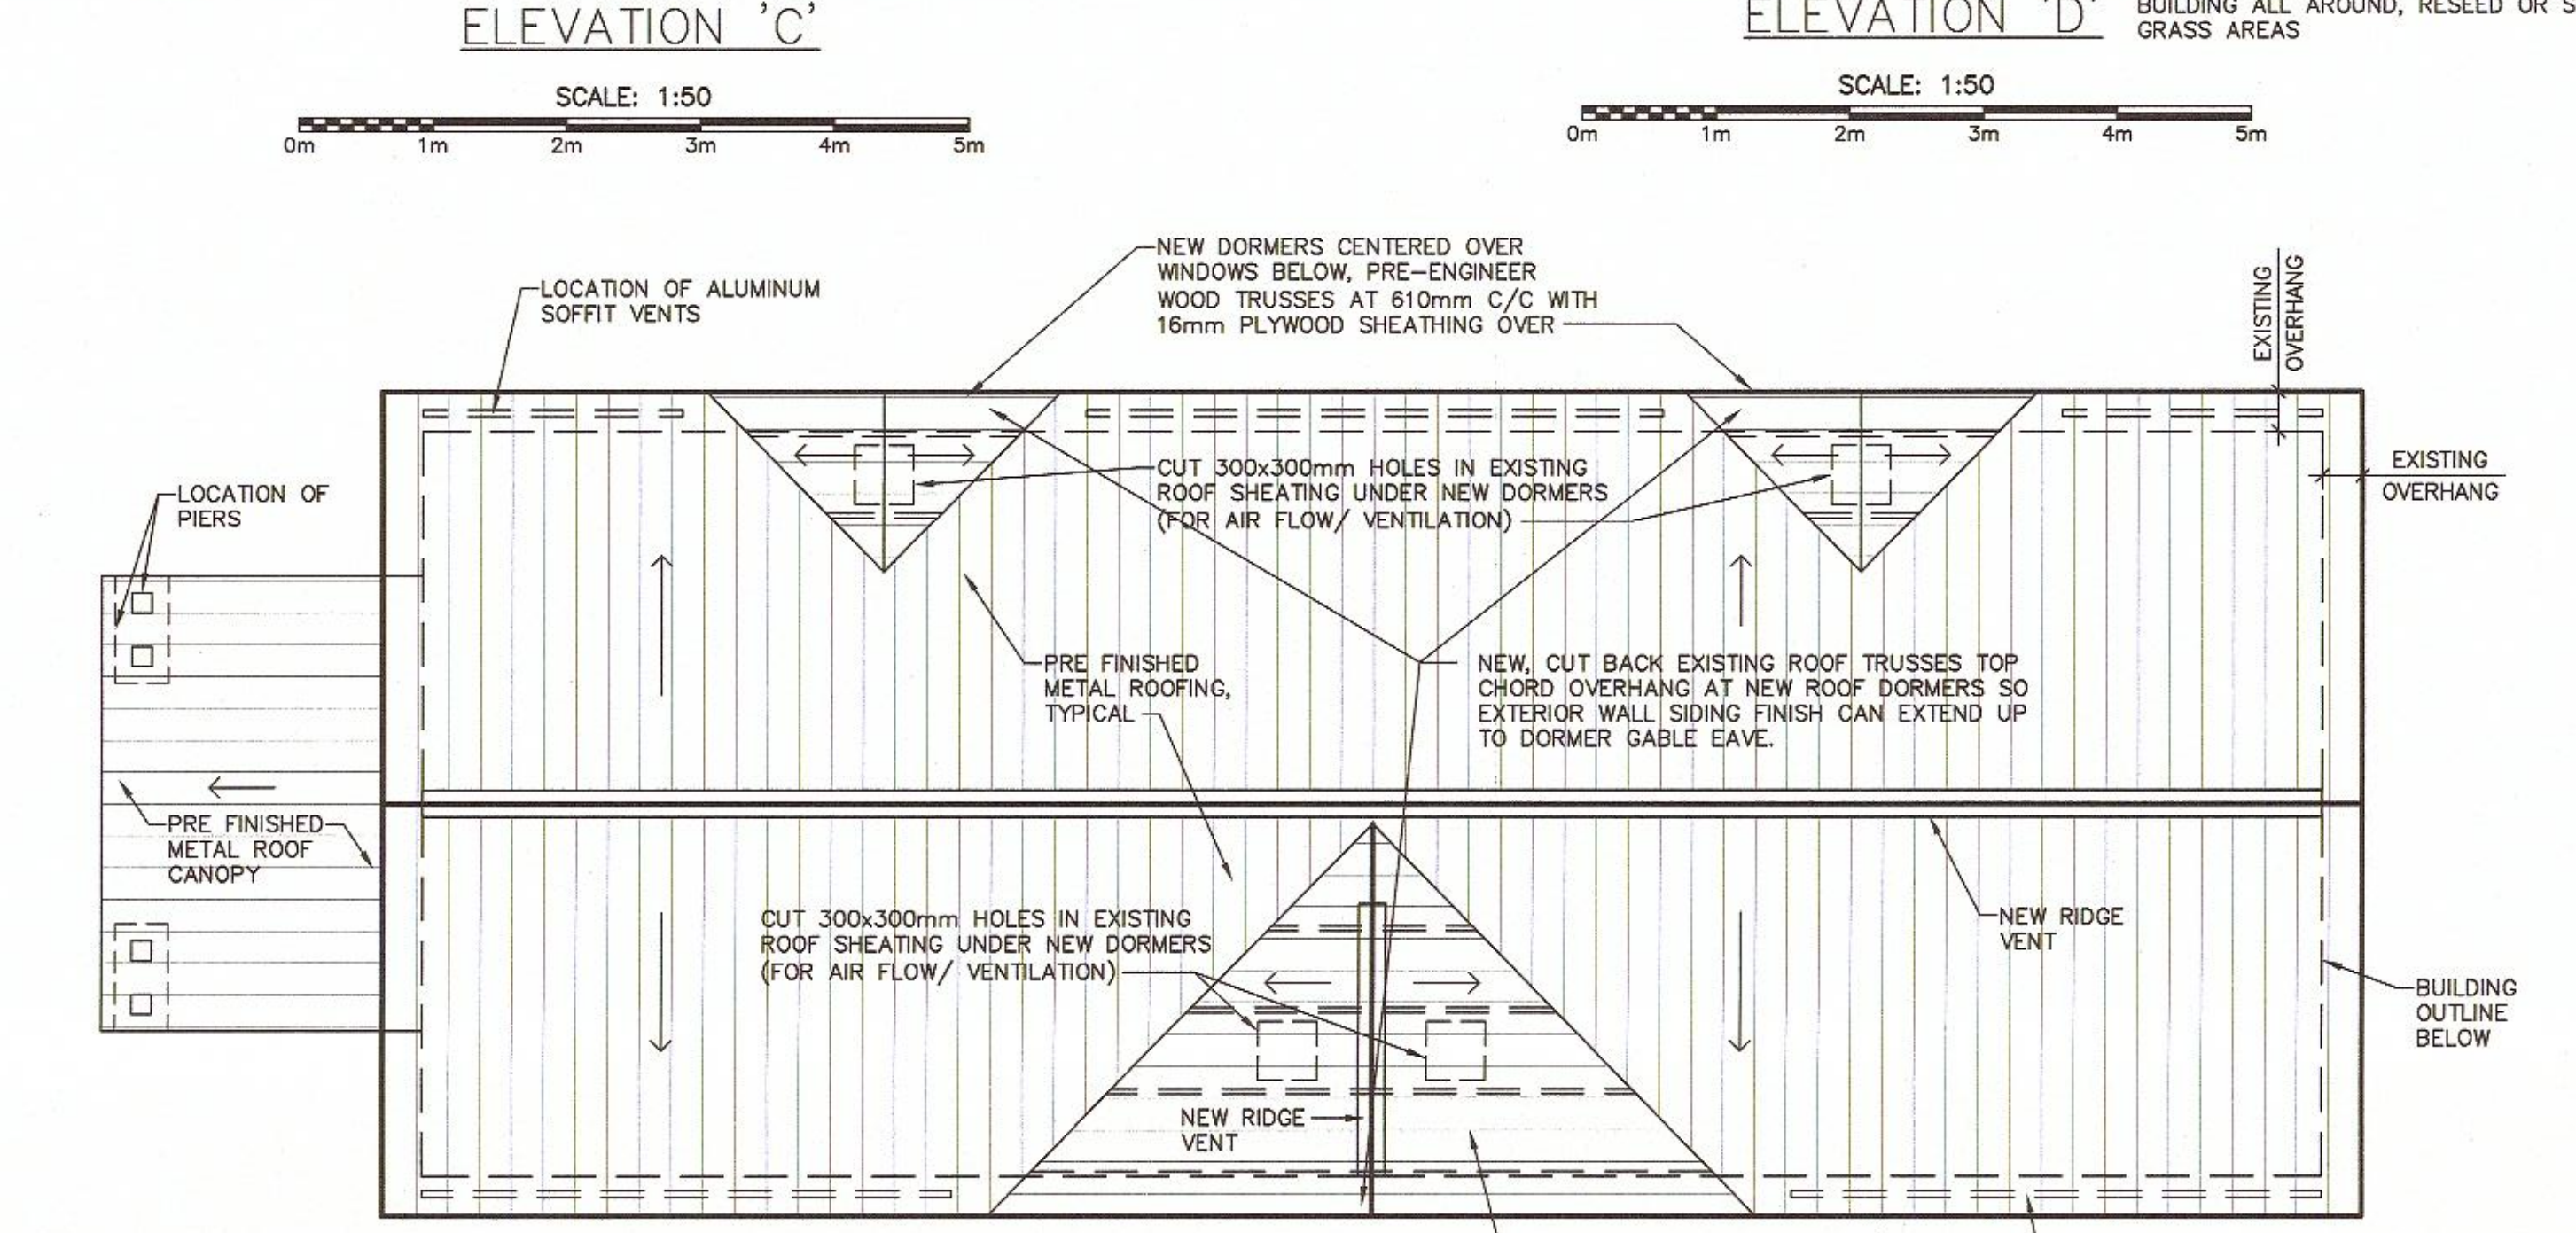 ELEVATION 'C'
SCALE: 1:50
0m 1m 2m 3m 4m 5m
ELEVATION 'D'
BUILDING ALL AROUND, RESEED OR
GRASS AREAS
SCALE: 1:50
0m 1m 2m 3m 4m 5m
LOCATION OF ALUMINUM
SOFFIT VENTS
NEW DORMERS CENTERED OVER
WINDOWS BELOW, PRE-ENGINEER
WOOD TRUSSES AT 610mm C/C WITH
16mm PLYWOOD SHEATHING OVER
EXISTING
OVERHANG
EXISTING
OVERHANG
LOCATION OF
PIERS
CUT 300x300mm HOLES IN EXISTING
ROOF SHEATING UNDER NEW DORMERS
(FOR AIR FLOW/ VENTILATION)
PRE FINISHED
METAL ROOFING,
TYPICAL
NEW, CUT BACK EXISTING ROOF TRUSSES TOP
CHORD OVERHANG AT NEW ROOF DORMERS SO
EXTERIOR WALL SIDING FINISH CAN EXTEND UP
TO DORMER GABLE EAVE.
PRE FINISHED
METAL ROOF
CANOPY
CUT 300x300mm HOLES IN EXISTING
ROOF SHEATING UNDER NEW DORMERS
(FOR AIR FLOW/ VENTILATION)
NEW RIDGE
VENT
NEW RIDGE
VENT
BUILDING
OUTLINE
BELOW